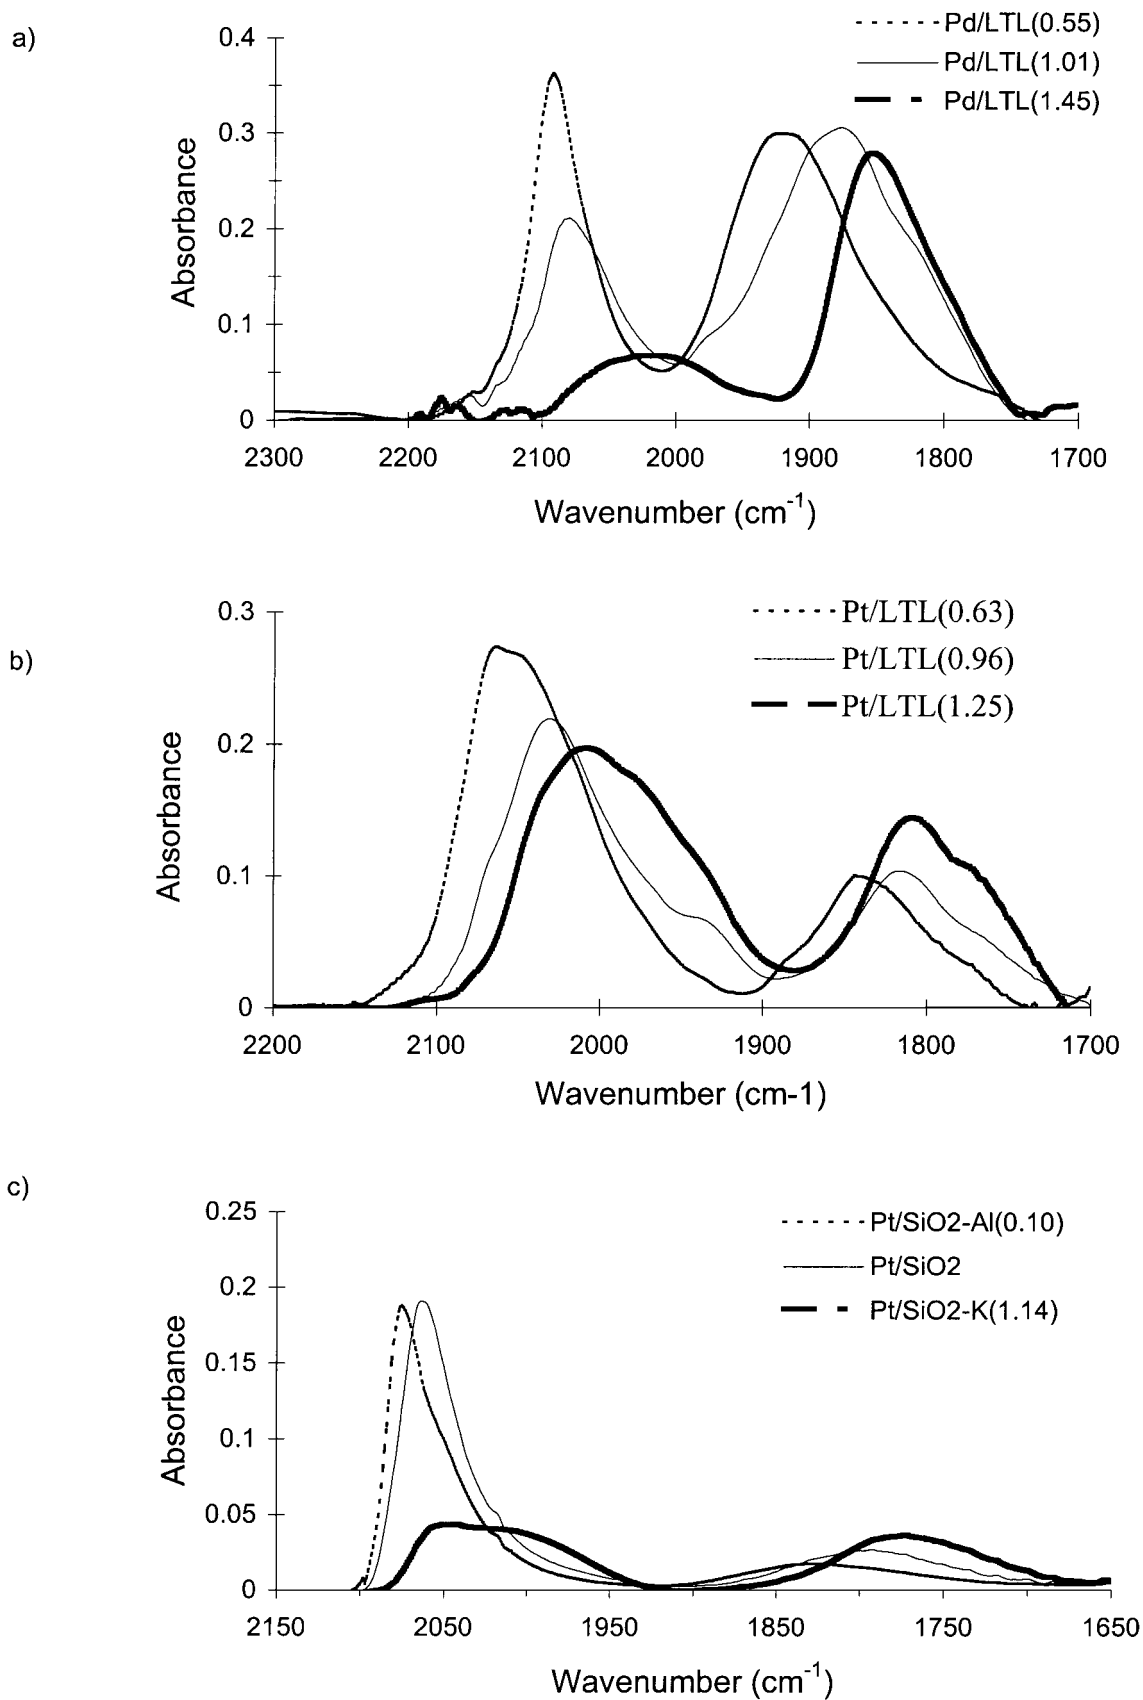 a)
Pd/LTL(0.55)
Pd/LTL(1.01)
Pd/LTL(1.45)
0.4
0.3
0.2
0.1
0
Absorbance
2300 2200 2100 2000 1900 1800 1700
Wavenumber (cm-1)
b)
Pt/LTL(0.63)
Pt/LTL(0.96)
Pt/LTL(1.25)
0.3
0.2
0.1
0
Absorbance
2200 2100 2000 1900 1800 1700
Wavenumber (cm-1)
c)
Pt/SiO2-Al(0.10)
Pt/SiO2
Pt/SiO2-K(1.14)
0.25
0.2
0.15
0.1
0.05
0
Absorbance
2150 2050 1950 1850 1750 1650
Wavenumber (cm-1)